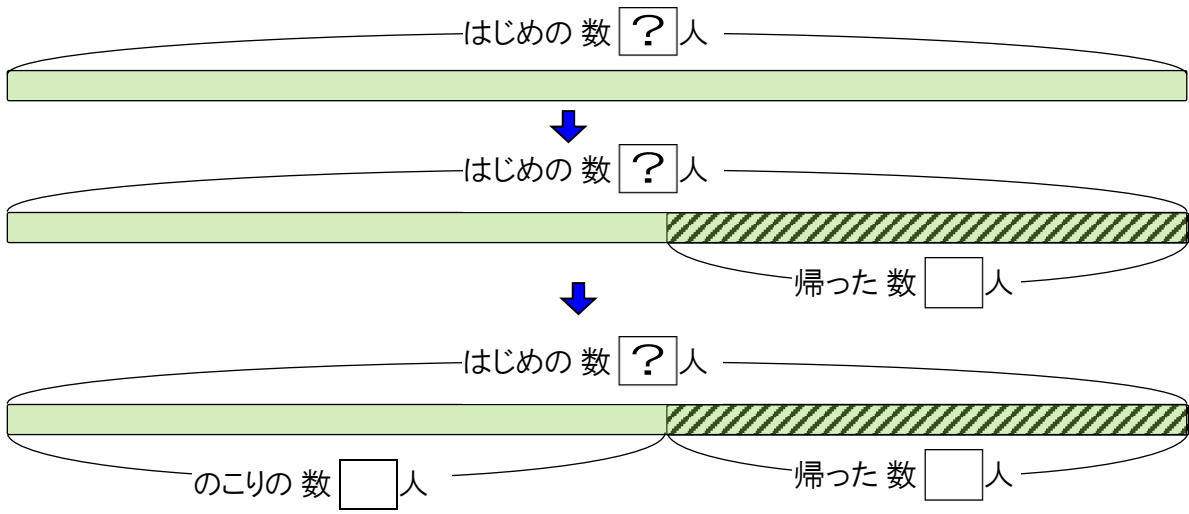 はじめの 数 ? 人
はじめの 数 ? 人
帰った 数 人
はじめの 数 ? 人
のこりの 数 人
帰った 数 人